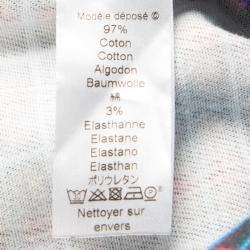 Modèle déposé ©
97%
Coton
Cotton
Algodon
Baumwolle
綿
3%
Elasthanne
Elastane
Elastano
Elasthan
ポリウレタン
Nettoyer sur
envers